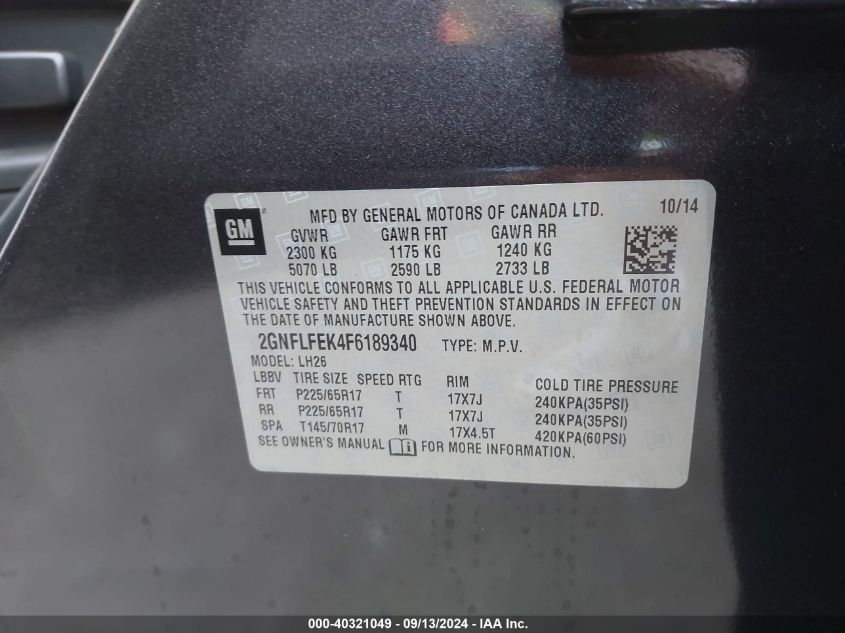 GM
MFD BY GENERAL MOTORS OF CANADA LTD. 10/14
GVWR GAWR FRT GAWR RR
2300 KG 1175 KG 1240 KG
5070 LB 2590 LB 2733 LB
THIS VEHICLE CONFORMS TO ALL APPLICABLE U.S. FEDERAL MOTOR
VEHICLE SAFETY AND THEFT PREVENTION STANDARDS IN EFFECT ON
THE DATE OF MANUFACTURE SHOWN ABOVE.
2GNFLFEK4F6189340 TYPE: M.P.V.
MODEL: LH26
LBBV TIRE SIZE SPEED RTG RIM COLD TIRE PRESSURE
FRT P225/65R17 T 17X7J 240KPA(35PSI)
RR P225/65R17 T 17X7J 240KPA(35PSI)
SPA T145/70R17 M 17X4.5T 420KPA(60PSI)
SEE OWNER'S MANUAL FOR MORE INFORMATION.
000-40321049 - 09/13/2024 - IAA Inc.